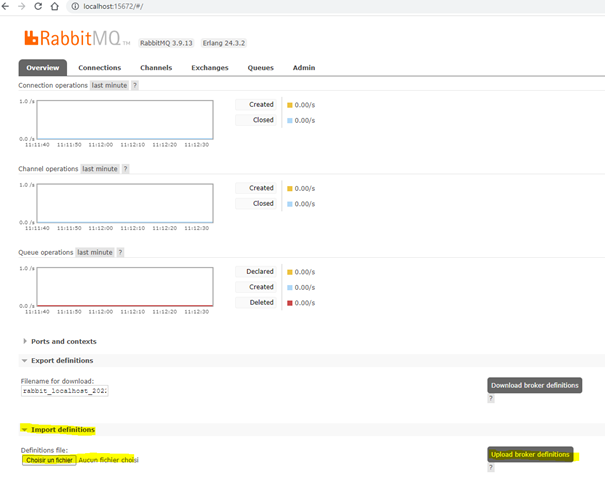 localhost:15672/#/
RabbitMQ TM RabbitMQ 3.9.13 Erlang 24.3.2
Overview Connections Channels Exchanges Queues Admin
Connection operations last minute ?
1.0 /s
0.0 /s
11:11:40 11:11:50 11:12:00 11:12:10 11:12:20 11:12:30
Created 0.00/s
Closed 0.00/s
Channel operations last minute ?
1.0 /s
0.0 /s
11:11:40 11:11:50 11:12:00 11:12:10 11:12:20 11:12:30
Created 0.00/s
Closed 0.00/s
Queue operations last minute ?
1.0 /s
0.0 /s
11:11:40 11:11:50 11:12:00 11:12:10 11:12:20 11:12:30
Declared 0.00/s
Created 0.00/s
Deleted 0.00/s
Ports and contexts
Export definitions
Filename for download:
rabbit_localhost_202
Download broker definitions
?
Import definitions
Definitions file:
Choisir un fichier Aucun fichier choisi
Upload broker definitions
?